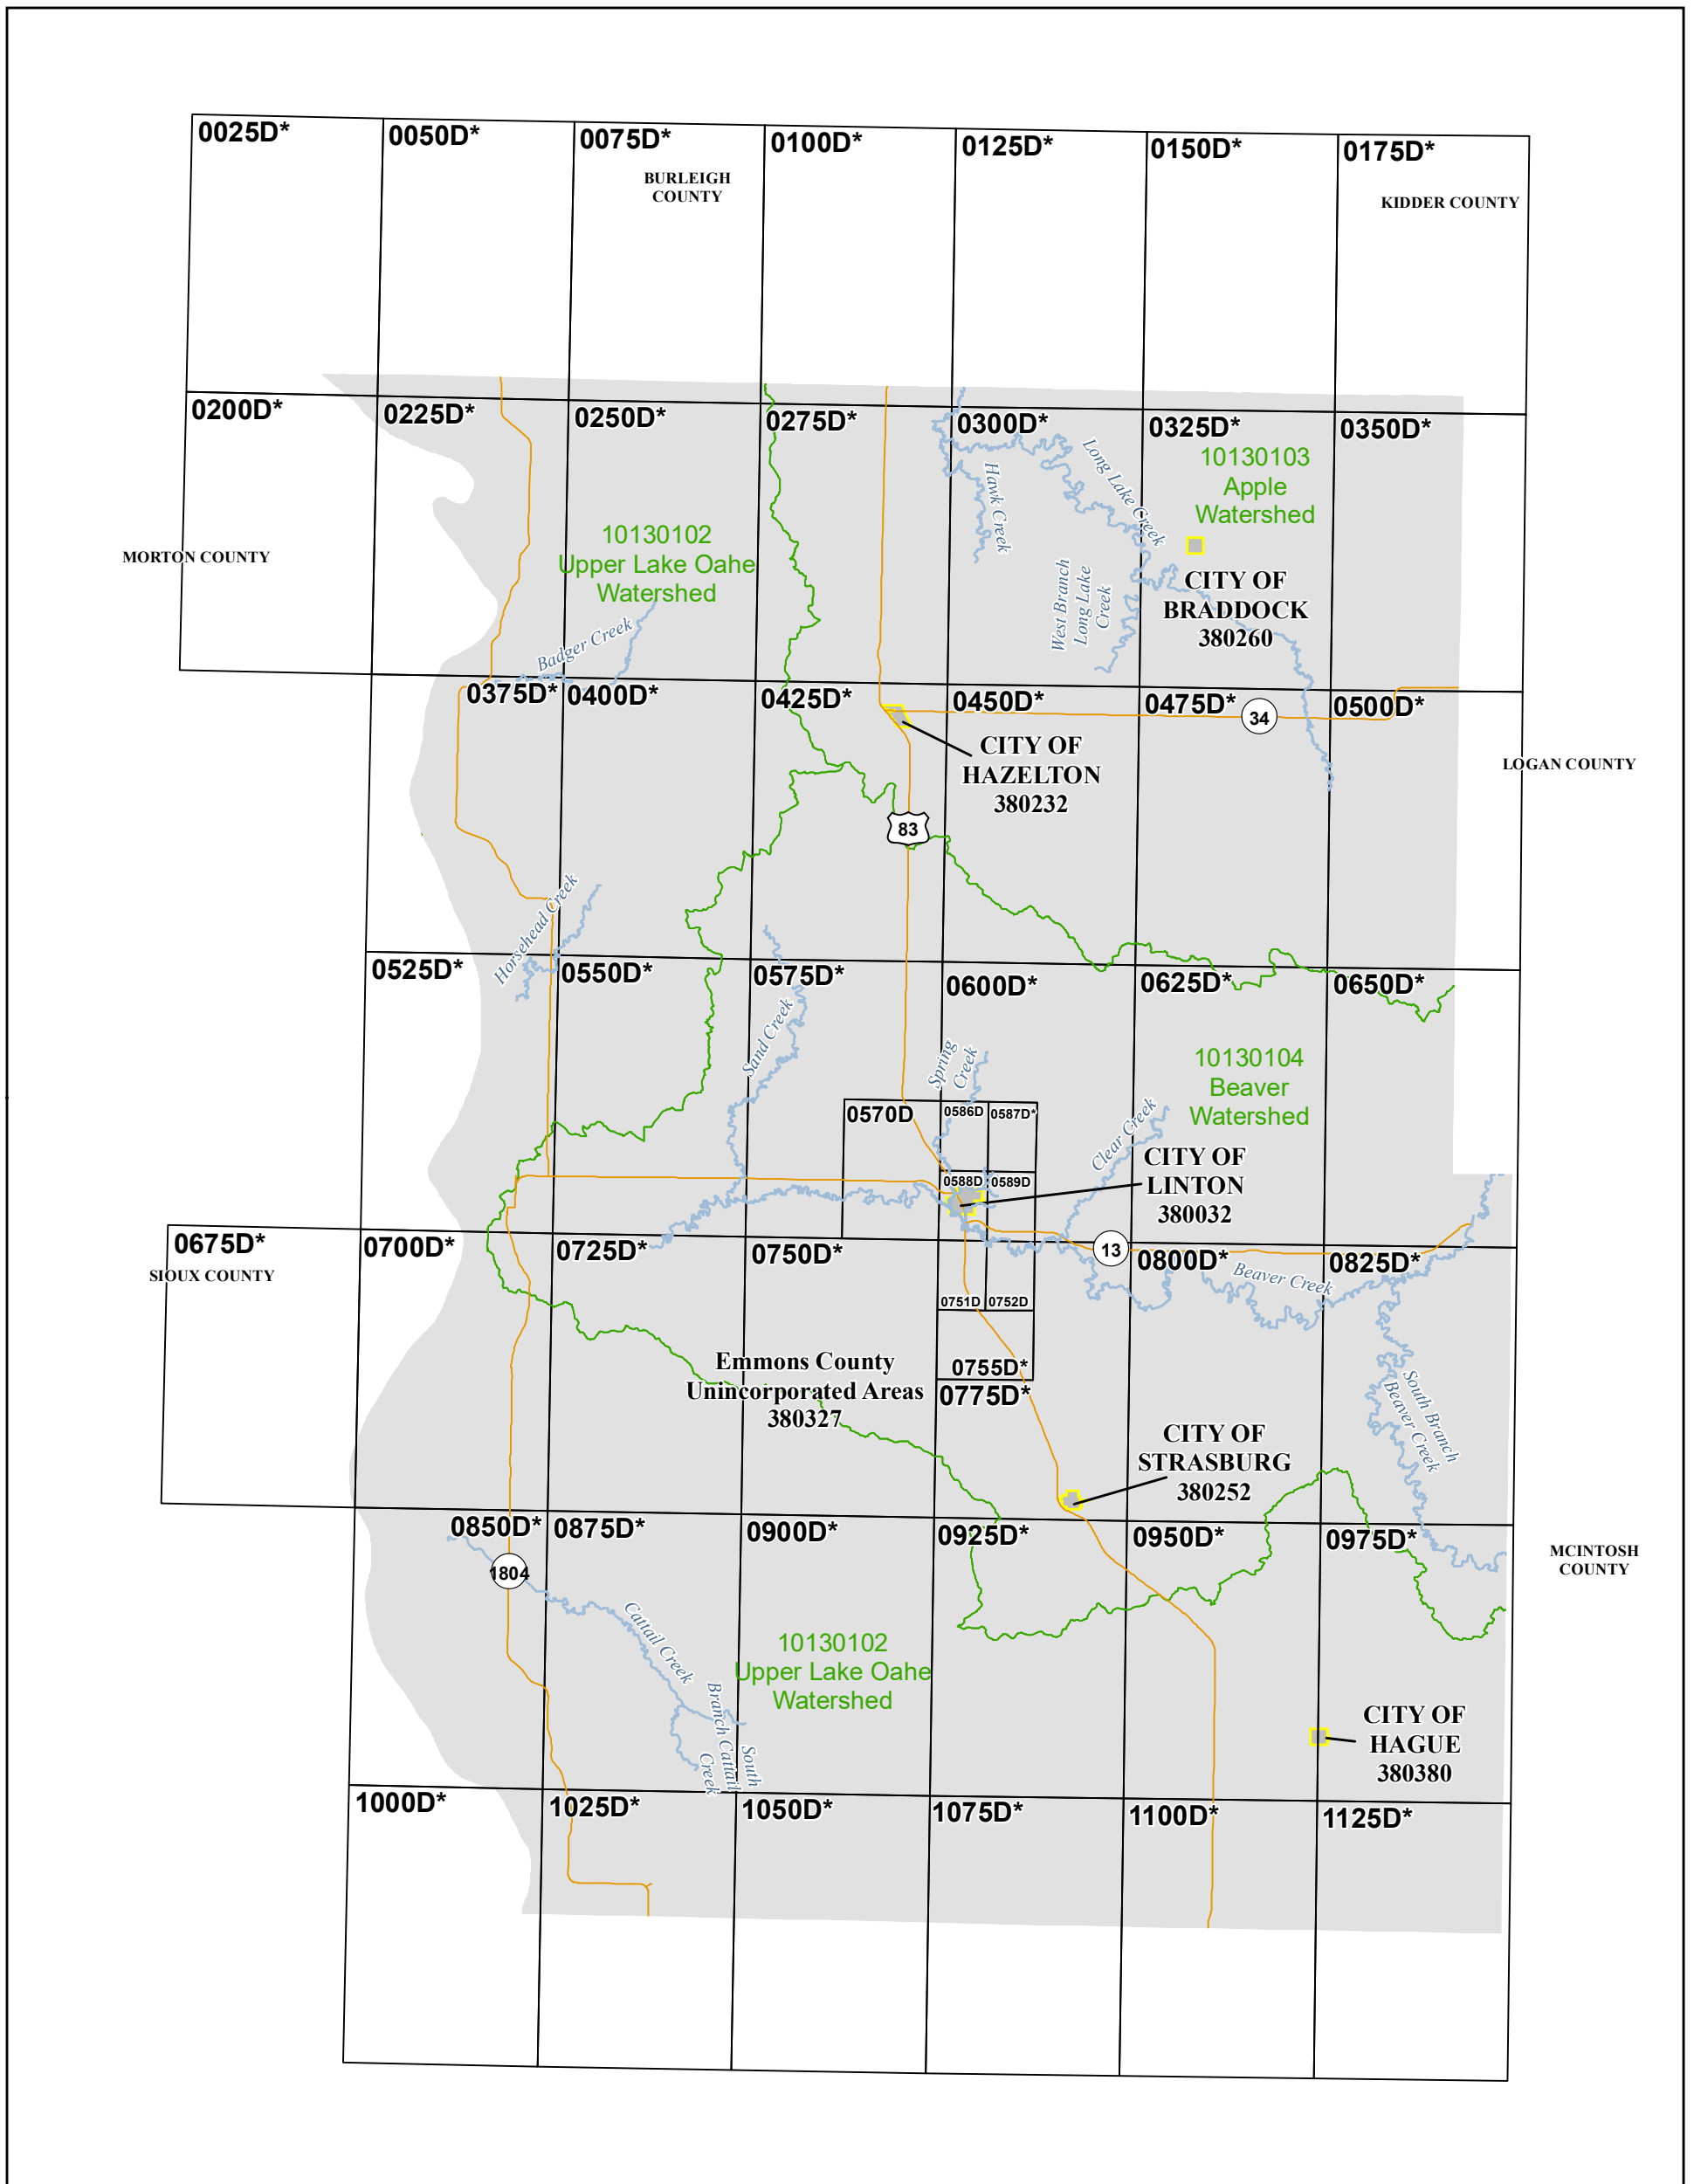 0025D*
0050D*
0075D*
0100D*
0125D*
0150D*
0175D*
BURLEIGH
COUNTY
KIDDER COUNTY
0200D*
0225D*
0250D*
0275D*
0300D*
0325D*
0350D*
10130103
Apple
Watershed
Long Lake Creek
Hawk Creek
10130102
Upper Lake Oahe
Watershed
MORTON COUNTY
West Branch
Long Lake
Creek
CITY OF
BRADDOCK
380260
Badger Creek
0375D*
0400D*
0425D*
0450D*
0475D*
0500D*
34
CITY OF
HAZELTON
380232
LOGAN COUNTY
83
Horsehead Creek
0525D*
0550D*
0575D*
0600D*
0625D*
0650D*
Sand Creek
Spring
Creek
10130104
Beaver
Watershed
0570D
0586D
0587D*
Clear Creek
CITY OF
LINTON
380032
0588D
0589D
0675D*
0700D*
0725D*
0750D*
13
0800D*
0825D*
SIOUX COUNTY
Beaver Creek
0751D
0752D
Emmons County
Unincorporated Areas
380327
0755D*
0775D*
South Branch
Beaver Creek
CITY OF
STRASBURG
380252
0850D*
0875D*
0900D*
0925D*
0950D*
0975D*
MCINTOSH
COUNTY
1804
Cattail Creek
10130102
Upper Lake Oahe
Watershed
South
Branch Cattail
Creek
CITY OF
HAGUE
380380
1000D*
1025D*
1050D*
1075D*
1100D*
1125D*